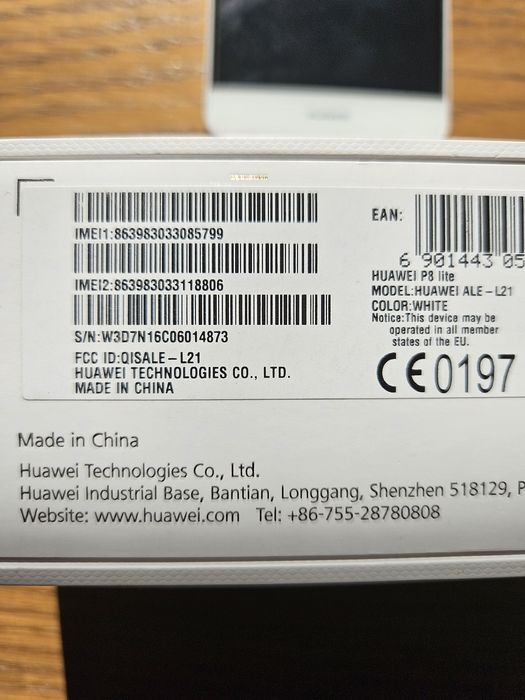 IMEI1:863983033085799
IMEI2:863983033118806
S/N:W3D7N16C06014873
FCC ID:QISALE-L21
HUAWEI TECHNOLOGIES CO., LTD.
MADE IN CHINA
EAN:
6 901443 05
HUAWEI P8 lite
MODEL:HUAWEI ALE-L21
COLOR:WHITE
Notice:This device may be
operated in all member
states of the EU.
CE0197
Made in China
Huawei Technologies Co., Ltd.
Huawei Industrial Base, Bantian, Longgang, Shenzhen 518129, P
Website: www.huawei.com Tel: +86-755-28780808